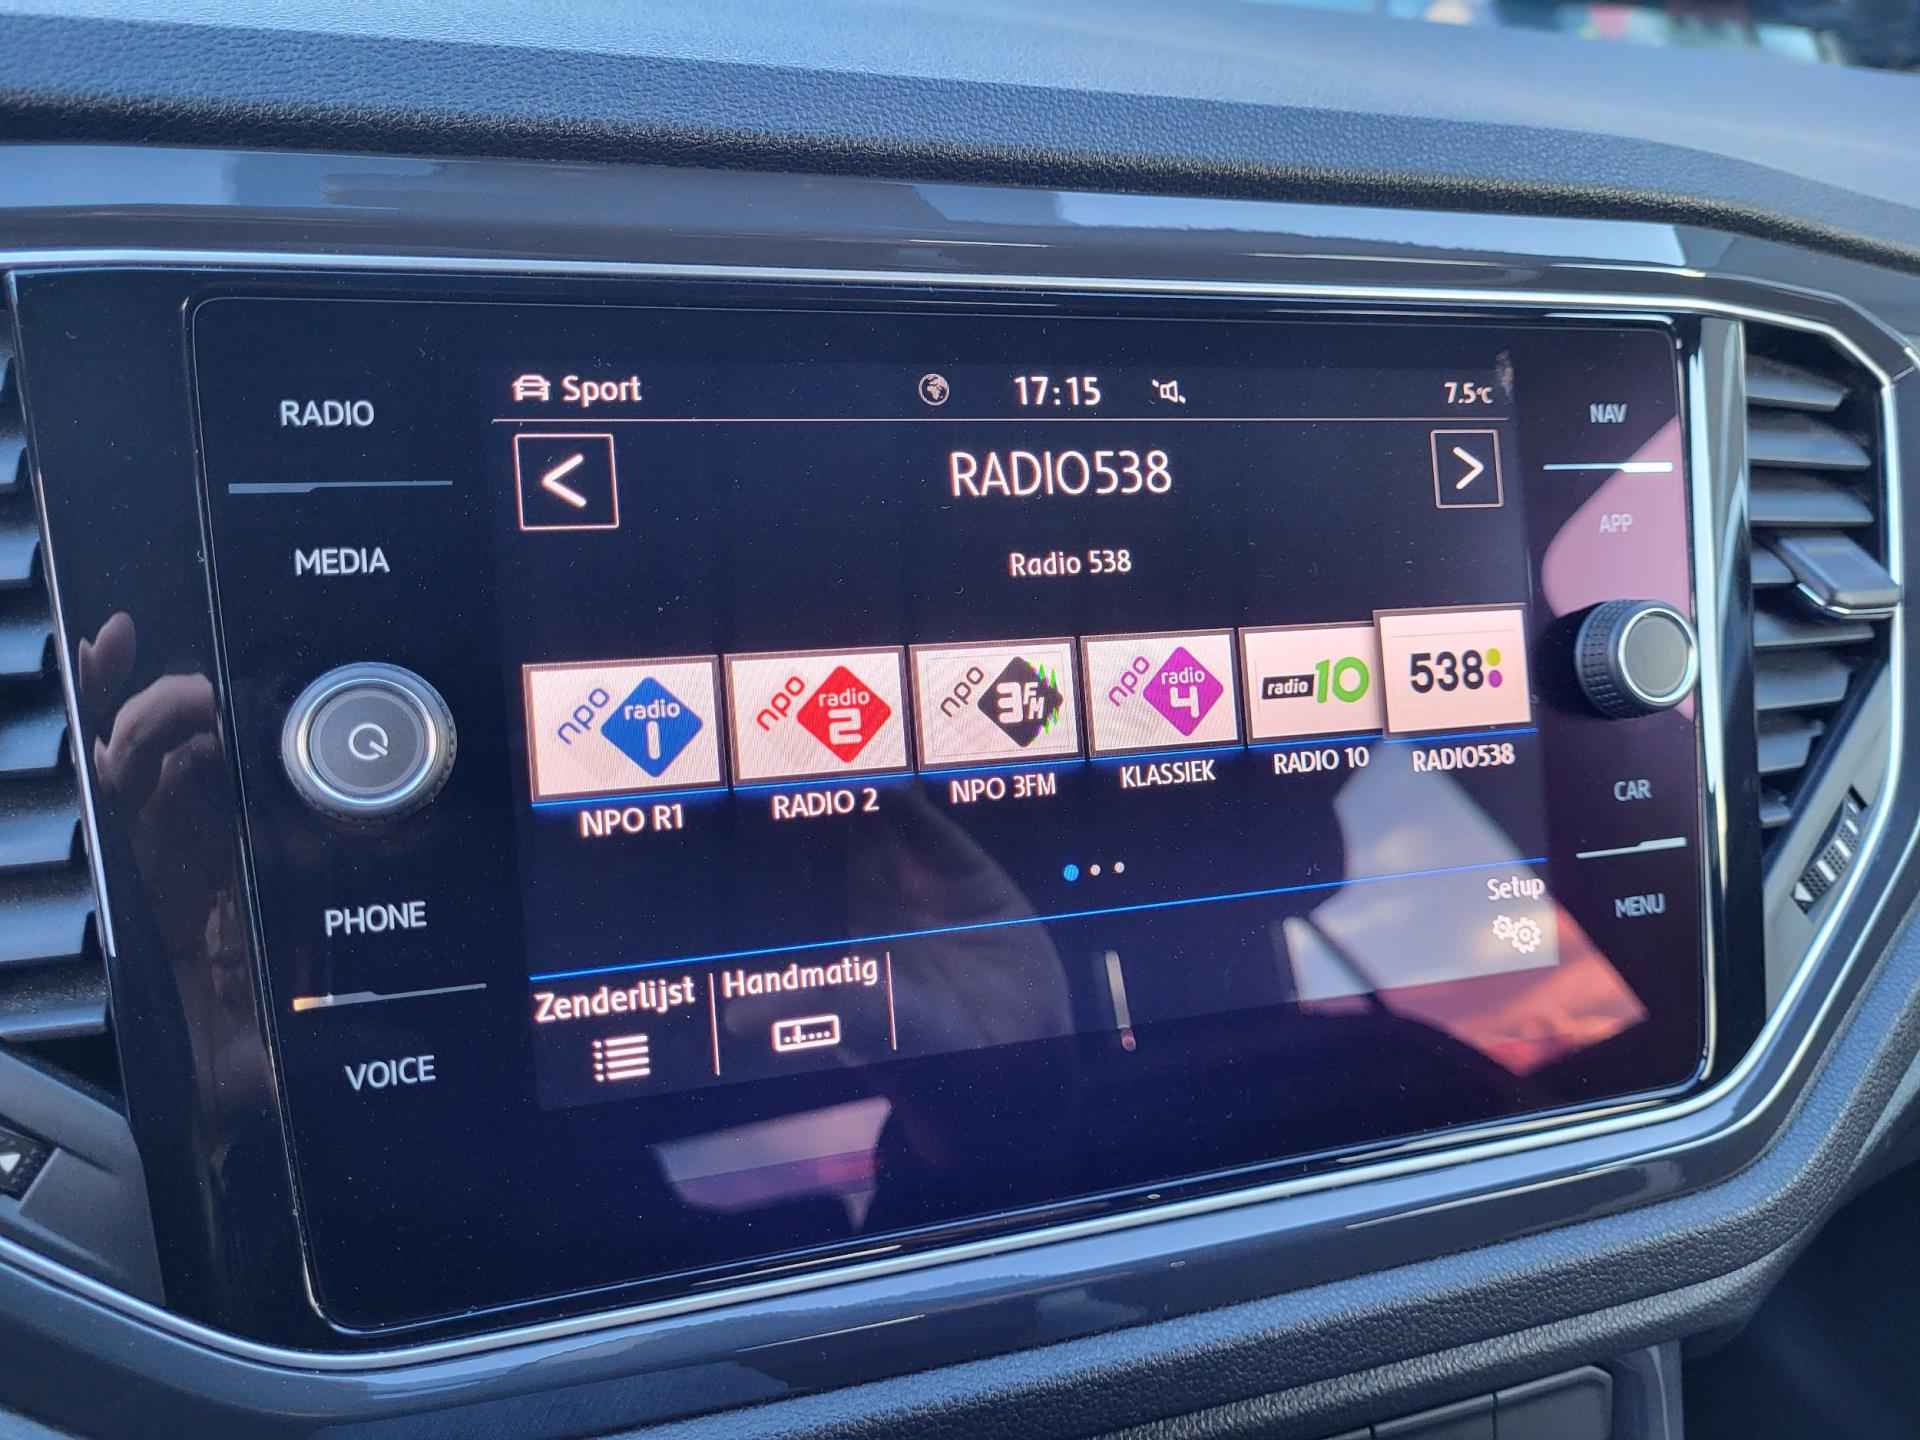 RADIO
MEDIA
PHONE
VOICE
Sport
17:15
7.5°C
<
RADIO538
>
Radio 538
npo radio 1
npo radio 2
npo 3FM
npo radio 4
radio 10
538
NPO R1
RADIO 2
NPO 3FM
KLASSIEK
RADIO 10
RADIO538
Zenderlijst
Handmatig
Setup
NAV
APP
CAR
MENU